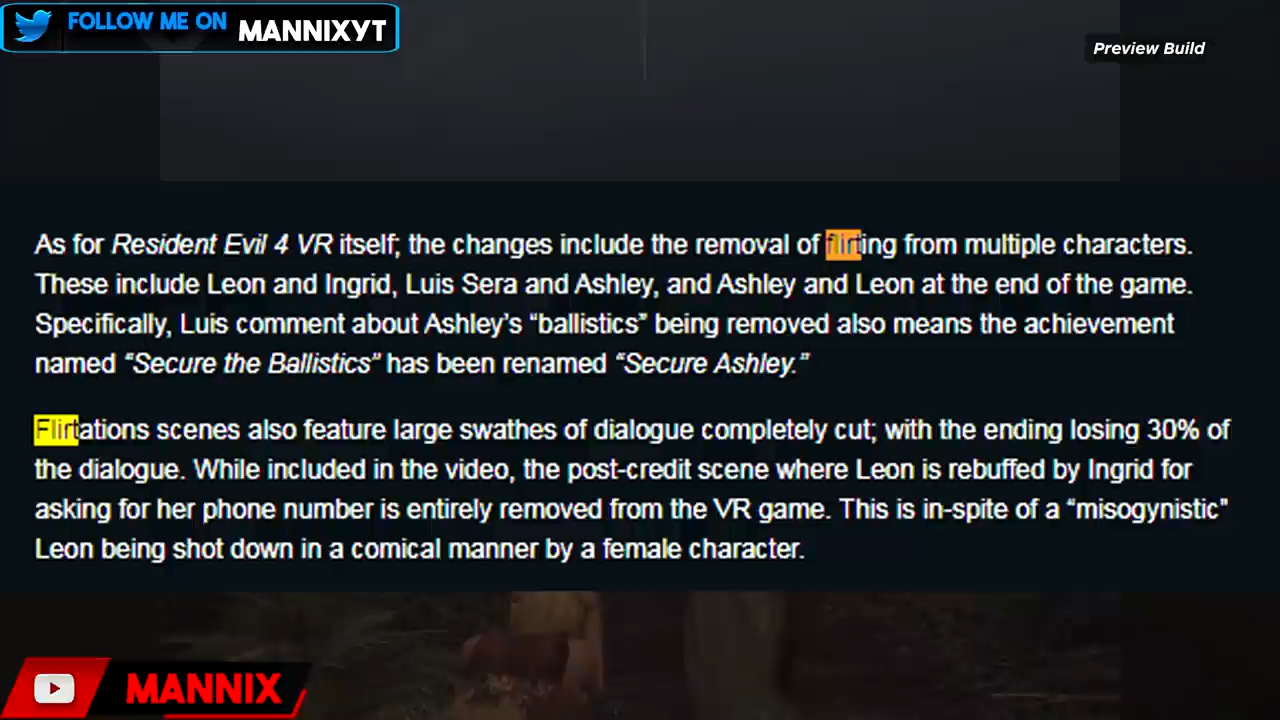 FOLLOW ME ON MANNIXYT
Preview Build
As for Resident Evil 4 VR itself; the changes include the removal of flirting from multiple characters.
These include Leon and Ingrid, Luis Sera and Ashley, and Ashley and Leon at the end of the game.
Specifically, Luis comment about Ashley’s “ballistics” being removed also means the achievement
named “Secure the Ballistics” has been renamed “Secure Ashley.”
Flirtations scenes also feature large swathes of dialogue completely cut; with the ending losing 30% of
the dialogue. While included in the video, the post-credit scene where Leon is rebuffed by Ingrid for
asking for her phone number is entirely removed from the VR game. This is in-spite of a “misogynistic”
Leon being shot down in a comical manner by a female character.
MANNIX